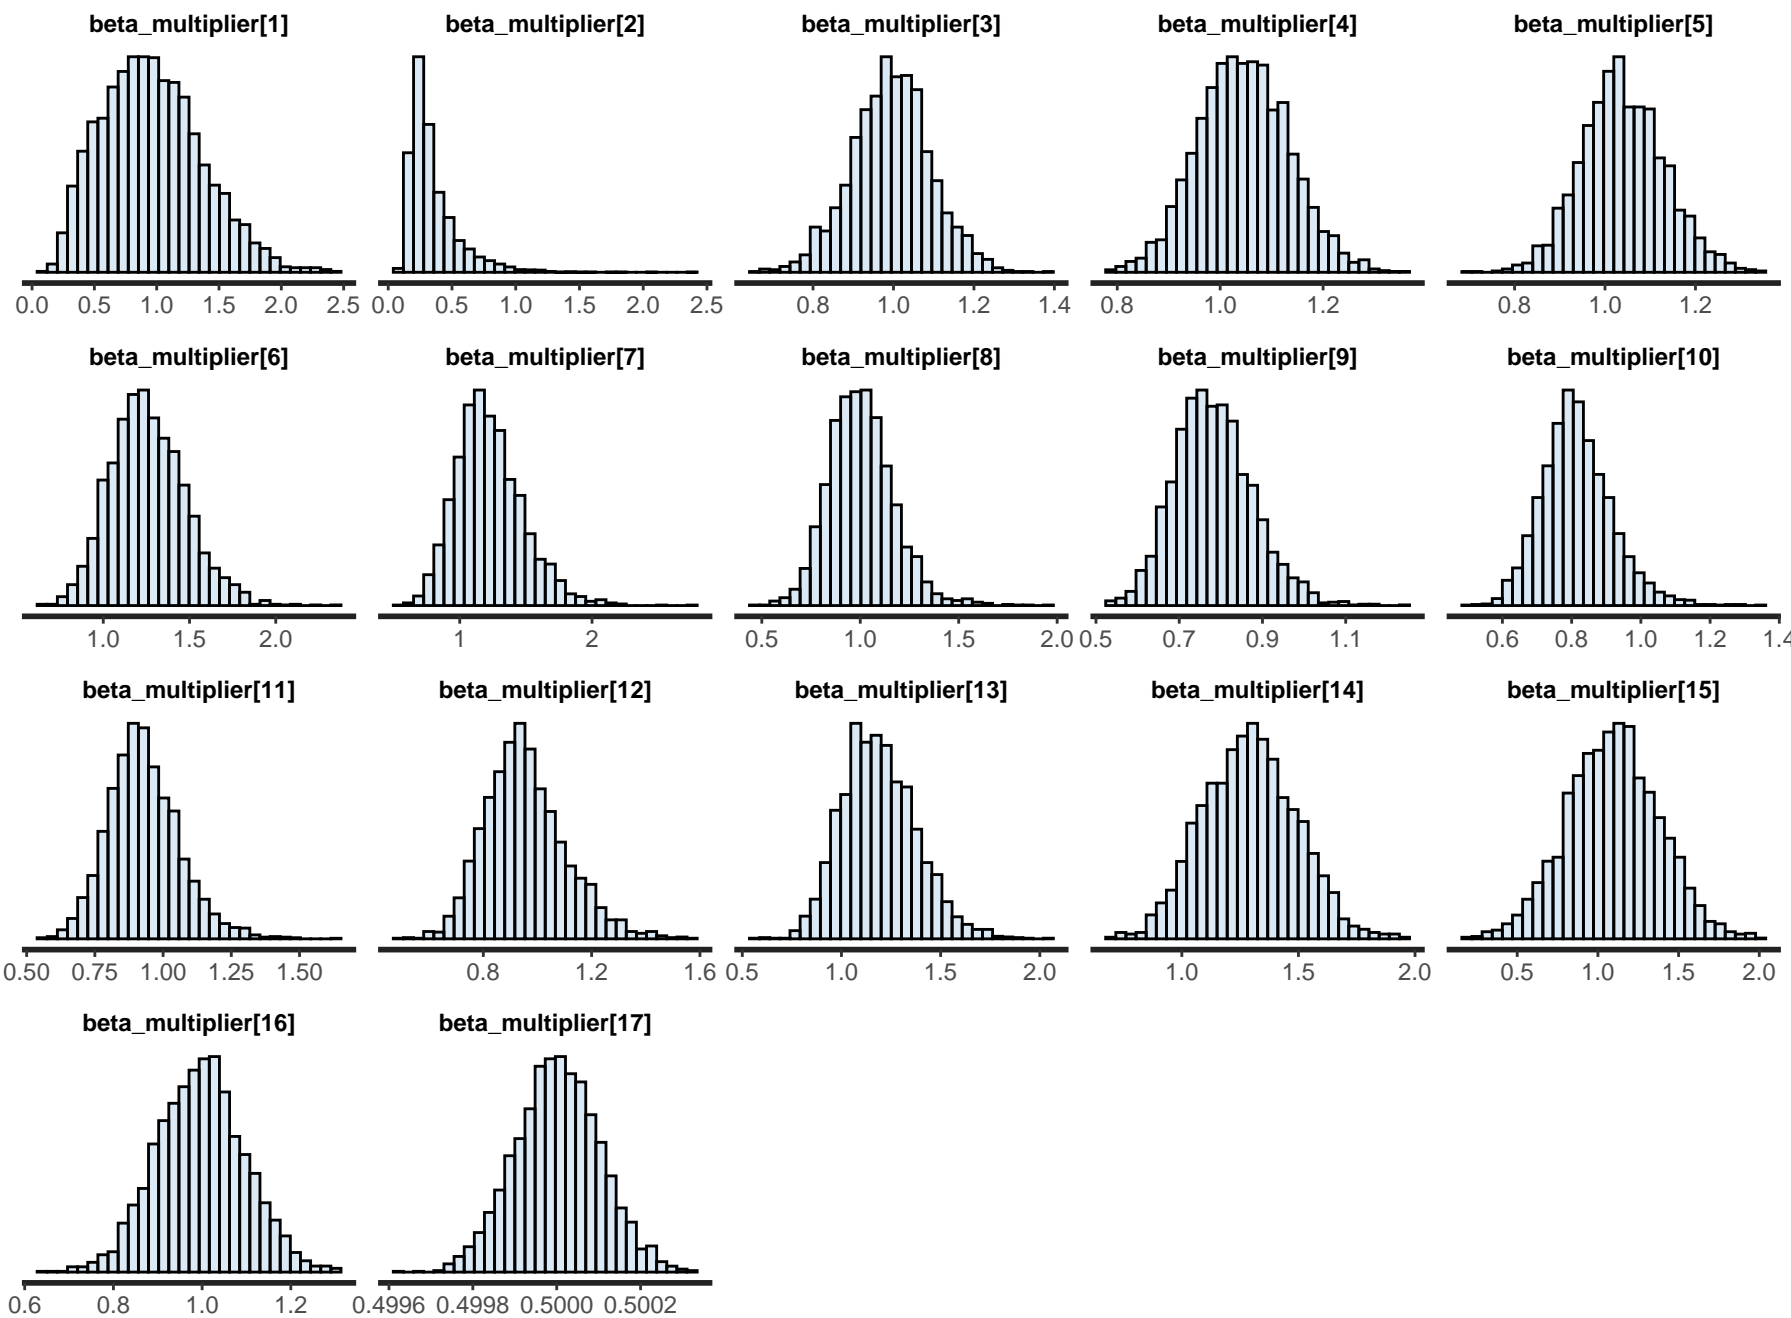 beta_multiplier[1] beta_multiplier[2] beta_multiplier[3] beta_multiplier[4] beta_multiplier[5]
0.0 0.5 1.0 1.5 2.0 2.5 0.0 0.5 1.0 1.5 2.0 2.5 0.8 1.0 1.2 1.4 0.8 1.0 1.2 0.8 1.0 1.2
beta_multiplier[6] beta_multiplier[7] beta_multiplier[8] beta_multiplier[9] beta_multiplier[10]
1.0 1.5 2.0 1 2 0.5 1.0 1.5 2.0 0.5 0.7 0.9 1.1 0.6 0.8 1.0 1.2 1.4
beta_multiplier[11] beta_multiplier[12] beta_multiplier[13] beta_multiplier[14] beta_multiplier[15]
0.50 0.75 1.00 1.25 1.50 0.8 1.2 1.6 0.5 1.0 1.5 2.0 1.0 1.5 2.0 0.5 1.0 1.5 2.0
beta_multiplier[16] beta_multiplier[17]
0.6 0.8 1.0 1.2 0.4996 0.4998 0.5000 0.5002